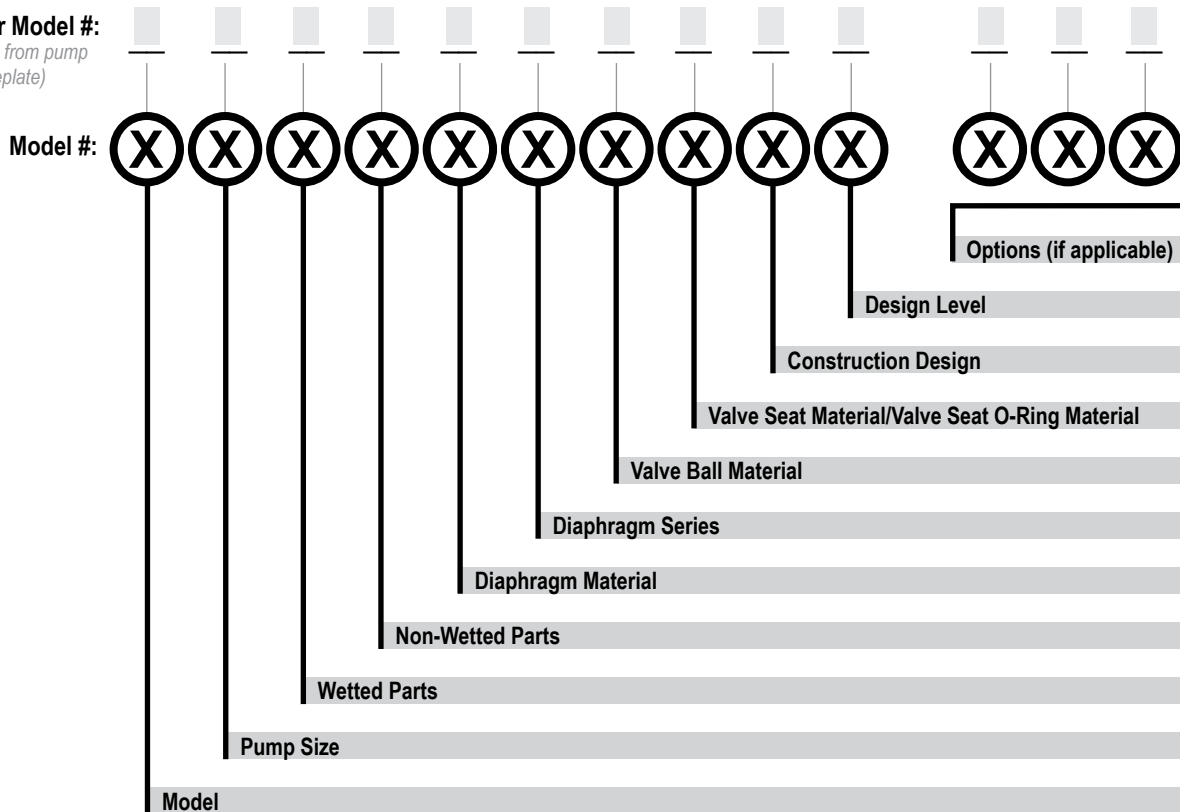 r Model #:
from pump
eplate)
Model #: X X X X X X X X X X X X X
Options (if applicable)
Design Level
Construction Design
Valve Seat Material/Valve Seat O-Ring Material
Valve Ball Material
Diaphragm Series
Diaphragm Material
Non-Wetted Parts
Wetted Parts
Pump Size
Model